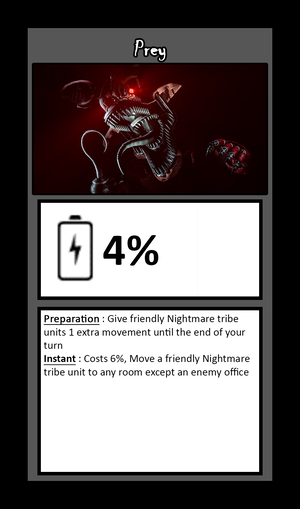 Prey
4%
Preparation : Give friendly Nightmare tribe
units 1 extra movement until the end of your
turn
Instant : Costs 6%, Move a friendly Nightmare
tribe unit to any room except an enemy office